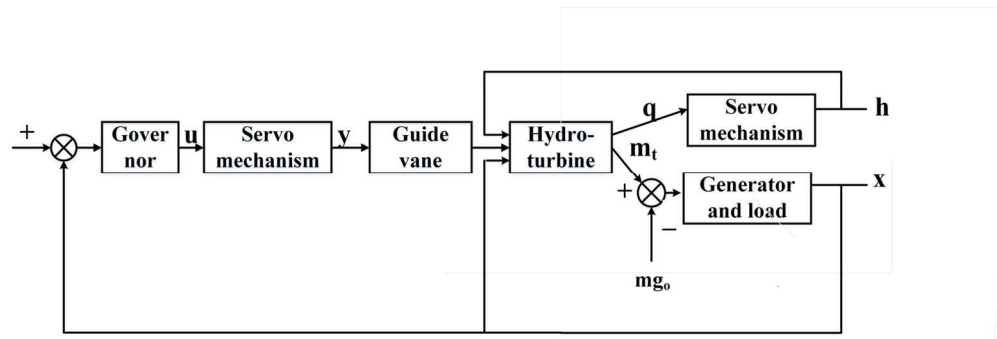 +
Gover
nor
u
Servo
mechanism
y
Guide
vane
Hydro-
turbine
q
Servo
mechanism
h
mt
+
−
Generator
and load
x
mgo